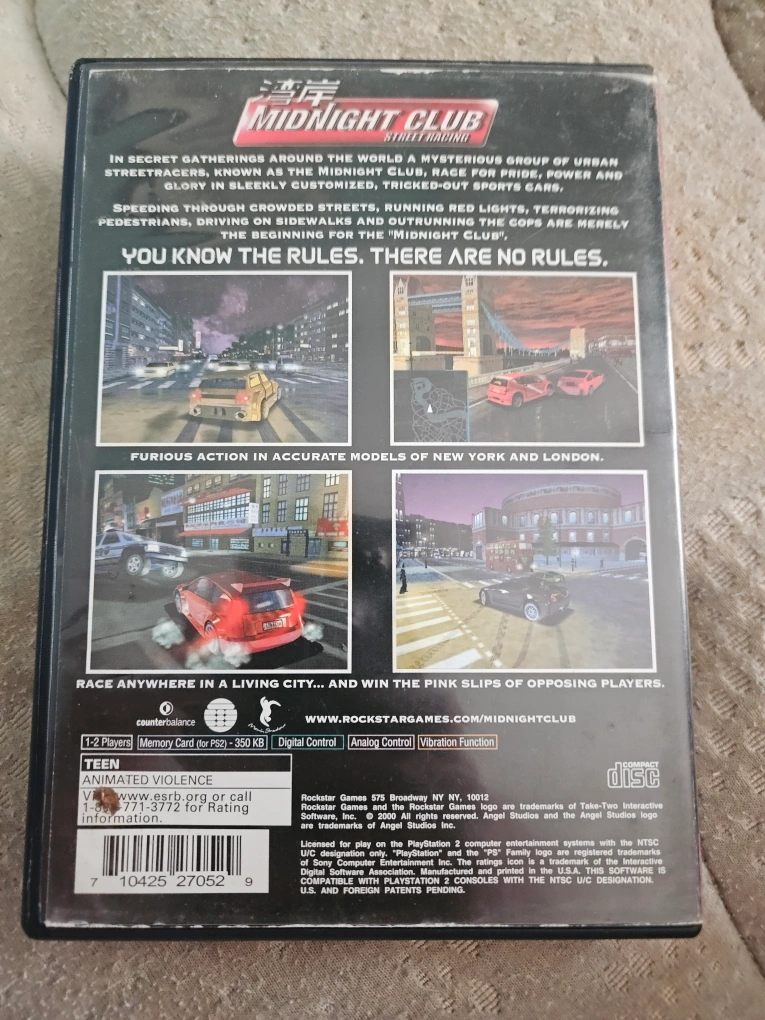 湾岸
MIDNIGHT CLUB
STREET RACING
IN SECRET GATHERINGS AROUND THE WORLD A MYSTERIOUS GROUP OF URBAN
STREETRACERS, KNOWN AS THE MIDNIGHT CLUB, RACE FOR PRIDE, POWER AND
GLORY IN SLEEKLY CUSTOMIZED, TRICKED-OUT SPORTS CARS.
SPEEDING THROUGH CROWDED STREETS, RUNNING RED LIGHTS, TERRORIZING
PEDESTRIANS, DRIVING ON SIDEWALKS AND OUTRUNNING THE COPS ARE MERELY
THE BEGINNING FOR THE "MIDNIGHT CLUB".
YOU KNOW THE RULES. THERE ARE NO RULES.
FURIOUS ACTION IN ACCURATE MODELS OF NEW YORK AND LONDON.
RACE ANYWHERE IN A LIVING CITY... AND WIN THE PINK SLIPS OF OPPOSING PLAYERS.
counterbalance
WWW.ROCKSTARGAMES.COM/MIDNIGHTCLUB
1-2 Players Memory Card (for PS2) - 350 KB Digital Control Analog Control Vibration Function
TEEN
ANIMATED VIOLENCE
www.esrb.org or call
771-3772 for Rating
information.
COMPACT
disc
Rockstar Games 575 Broadway NY NY, 10012
Rockstar Games and the Rockstar Games logo are trademarks of Take-Two Interactive
Software, Inc. © 2000 All rights reserved. Angel Studios and the Angel Studios logo
are trademarks of Angel Studios Inc.
Licensed for play on the PlayStation 2 computer entertainment systems with the NTSC
U/C designation only. "PlayStation" and the "PS" Family logo are registered trademarks
of Sony Computer Entertainment Inc. The ratings icon is a trademark of the Interactive
Digital Software Association. Manufactured and printed in the U.S.A. THIS SOFTWARE IS
COMPATIBLE WITH PLAYSTATION 2 CONSOLES WITH THE NTSC U/C DESIGNATION.
U.S. AND FOREIGN PATENTS PENDING.
7 10425 27052 9